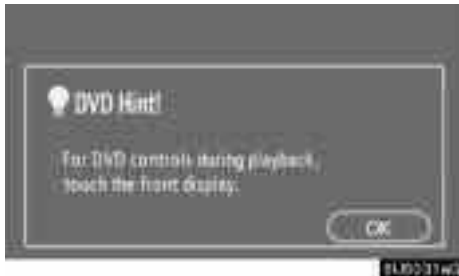 DVD Hint!
For DVD controls during playback,
touch the front display.
OK